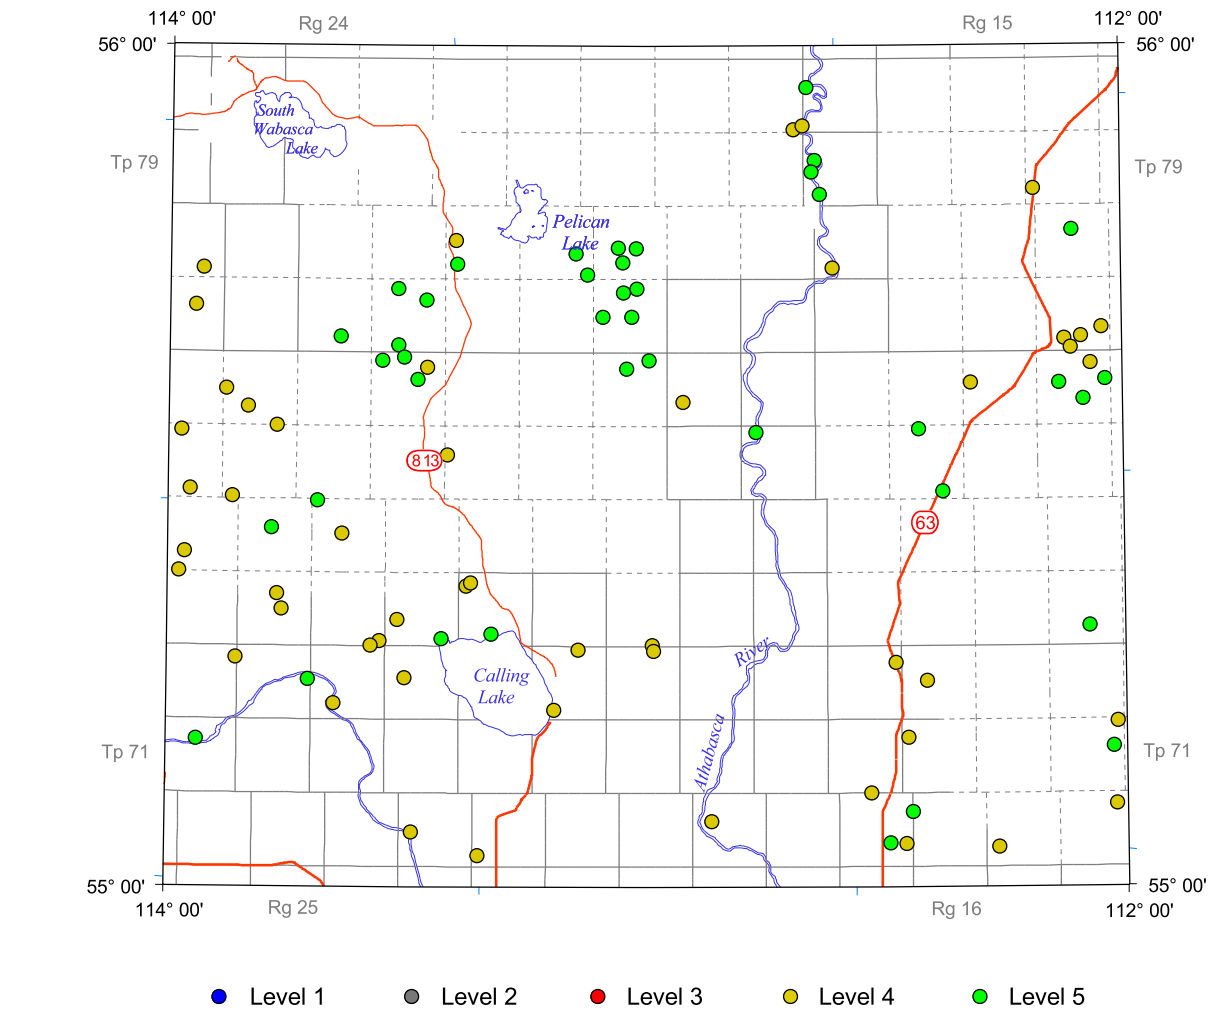 114° 00'
Rg 24
Rg 15
112° 00'
56° 00'
56° 00'
South
Wabasca
Lake
Tp 79
Tp 79
Pelican
Lake
813
63
River
Calling
Lake
Athabasca
Tp 71
Tp 71
55° 00'
55° 00'
114° 00'
Rg 25
Rg 16
112° 00'
Level 1
Level 2
Level 3
Level 4
Level 5